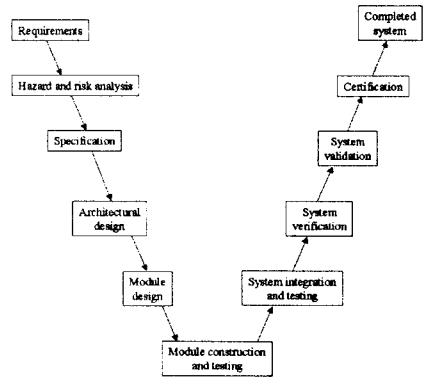 Completed
system
Requirements
Hazard and risk analysis
Certification
Specification
System
validation
Architectural
design
System
verification
Module
design
System integration
and testing
Module construction
and testing